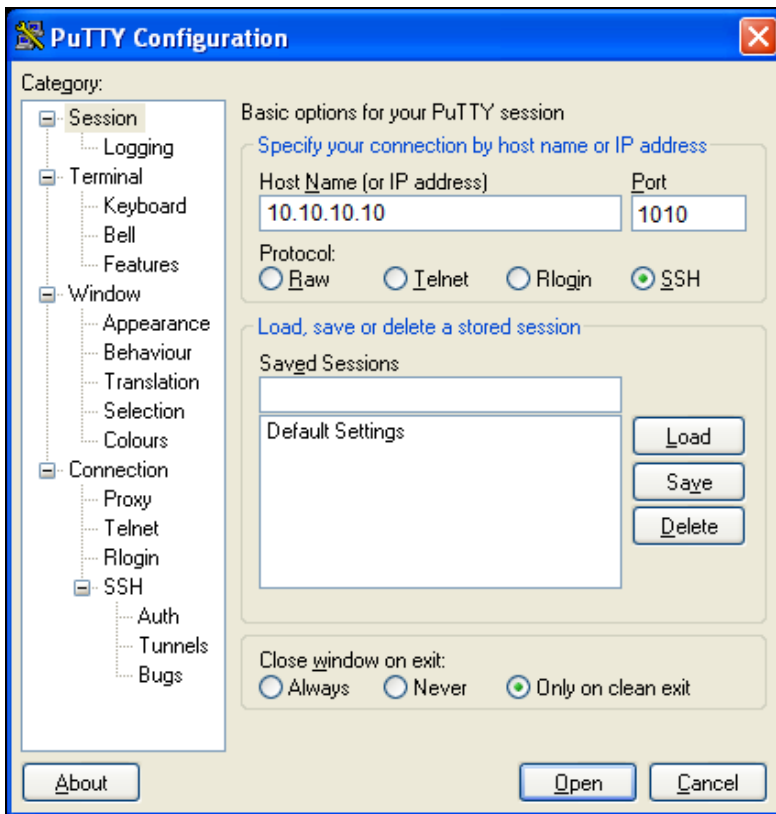 PuTTY Configuration
Category:
Session
Logging
Terminal
Keyboard
Bell
Features
Window
Appearance
Behaviour
Translation
Selection
Colours
Connection
Proxy
Telnet
Rlogin
SSH
Auth
Tunnels
Bugs
Basic options for your PuTTY session
Specify your connection by host name or IP address
Host Name (or IP address) Port
10.10.10.10 1010
Protocol:
Raw Telnet Rlogin SSH
Load, save or delete a stored session
Saved Sessions
Default Settings
Load
Save
Delete
Close window on exit:
Always Never Only on clean exit
About Open Cancel